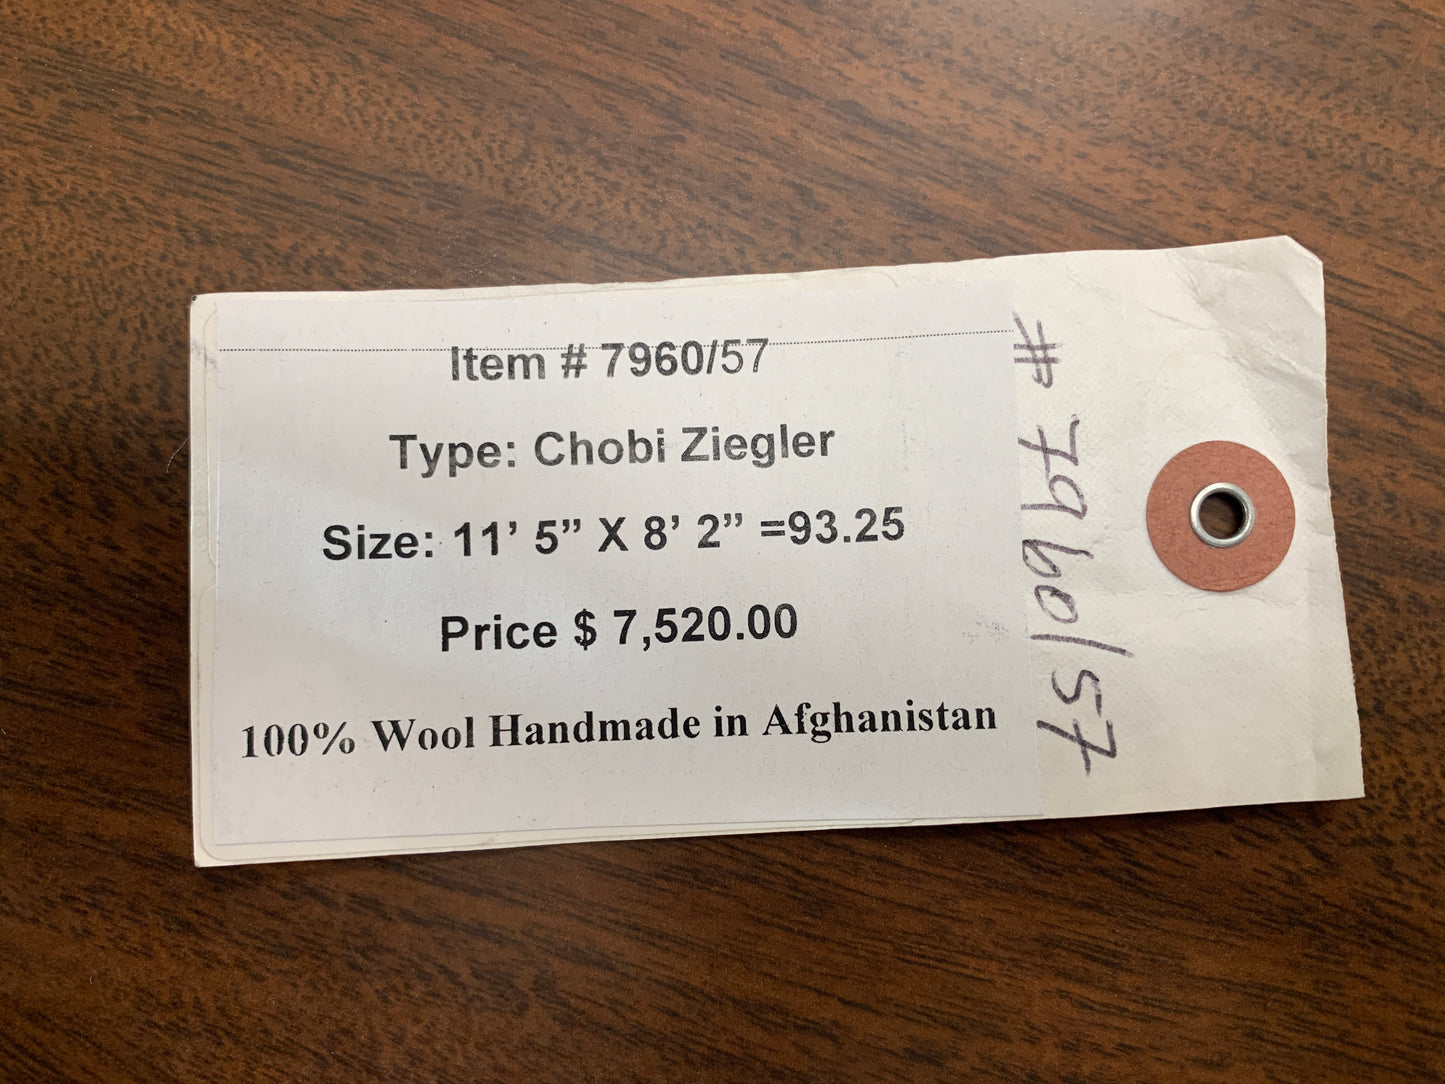 Item # 7960/57
Type: Chobi Ziegler
Size: 11’ 5” X 8’ 2” =93.25
Price $ 7,520.00
100% Wool Handmade in Afghanistan
# 7960/57